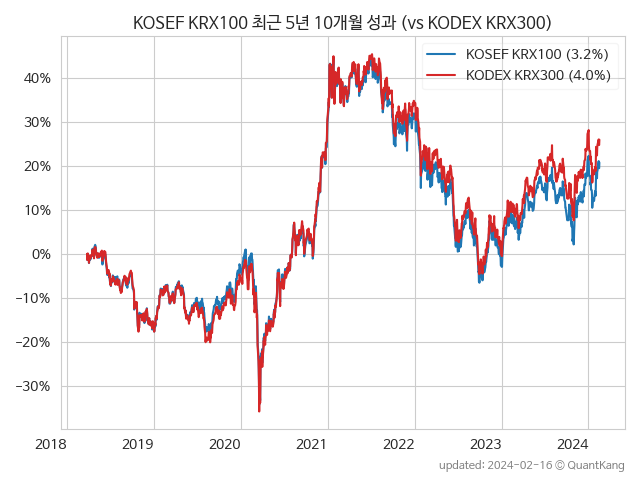 KOSEF KRX100 최근 5년 10개월 성과 (vs KODEX KRX300)
KOSEF KRX100 (3.2%)
KODEX KRX300 (4.0%)
40%
30%
20%
10%
0%
−10%
−20%
−30%
2018 2019 2020 2021 2022 2023 2024
updated: 2024-02-16 © QuantKang